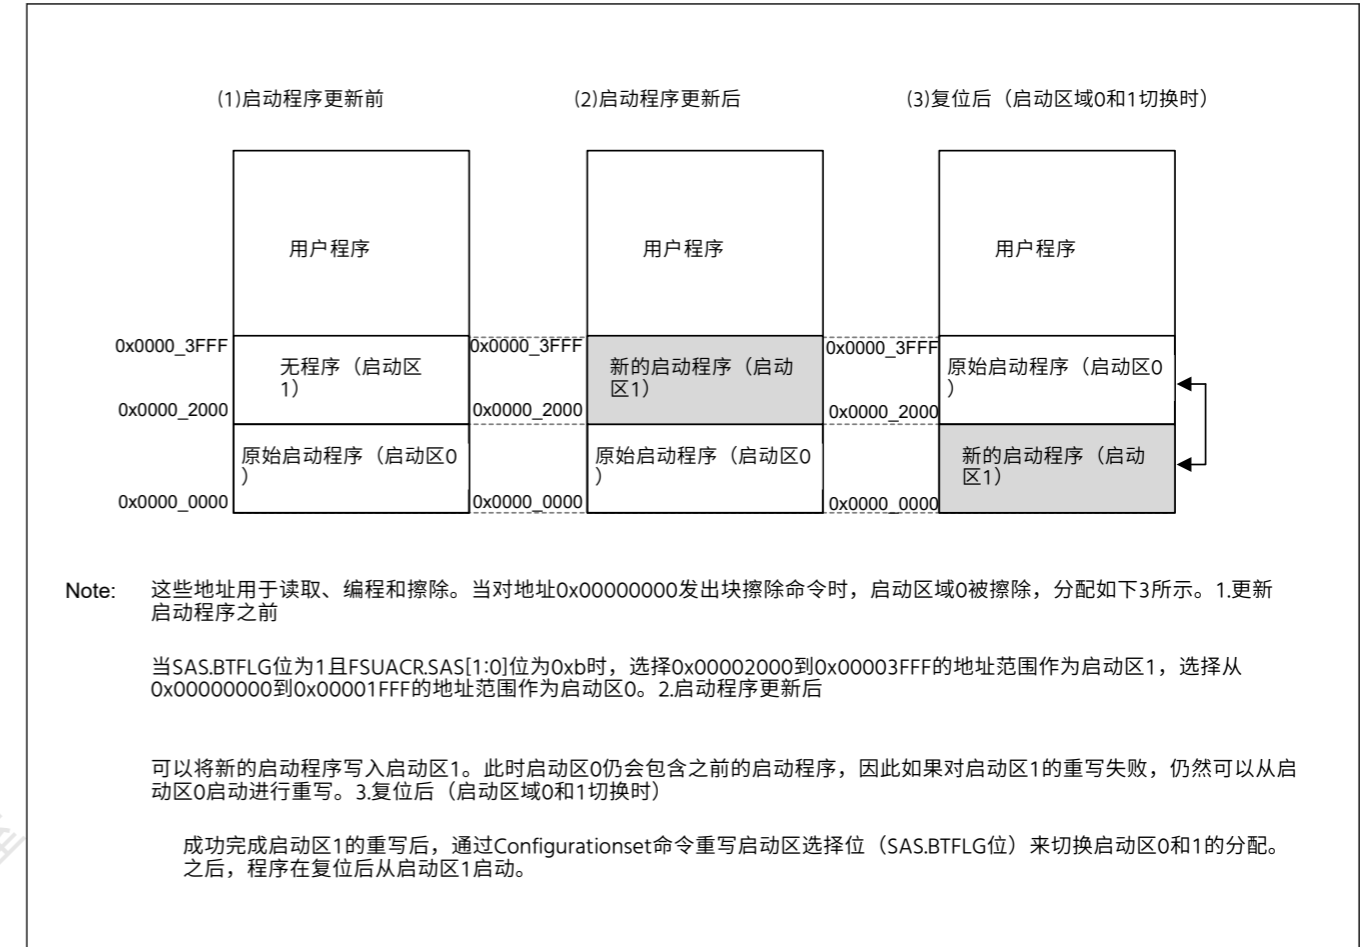 (1)启动程序更新前
(2)启动程序更新后
(3)复位后（启动区域0和1切换时）
用户程序
用户程序
用户程序
0x0000_3FFF
0x0000_3FFF
0x0000_3FFF
无程序（启动区
1）
新的启动程序（启动
区1）
原始启动程序（启动区0
）
0x0000_2000
0x0000_2000
0x0000_2000
原始启动程序（启动区0
）
原始启动程序（启动区0
）
新的启动程序（启动
区1）
0x0000_0000
0x0000_0000
0x0000_0000
Note: 这些地址用于读取、编程和擦除。当对地址0x00000000发出块擦除命令时，启动区域0被擦除，分配如下3所示。1.更新
启动程序之前
当SAS.BTFLG位为1且FSUACR.SAS[1:0]位为0xb时，选择0x00002000到0x00003FFF的地址范围作为启动区1，选择从
0x00000000到0x00001FFF的地址范围作为启动区0。2.启动程序更新后
可以将新的启动程序写入启动区1。此时启动区0仍会包含之前的启动程序，因此如果对启动区1的重写失败，仍然可以从启
动区0启动进行重写。3.复位后（启动区域0和1切换时）
成功完成启动区1的重写后，通过Configurationset命令重写启动区选择位（SAS.BTFLG位）来切换启动区0和1的分配。
之后，程序在复位后从启动区1启动。